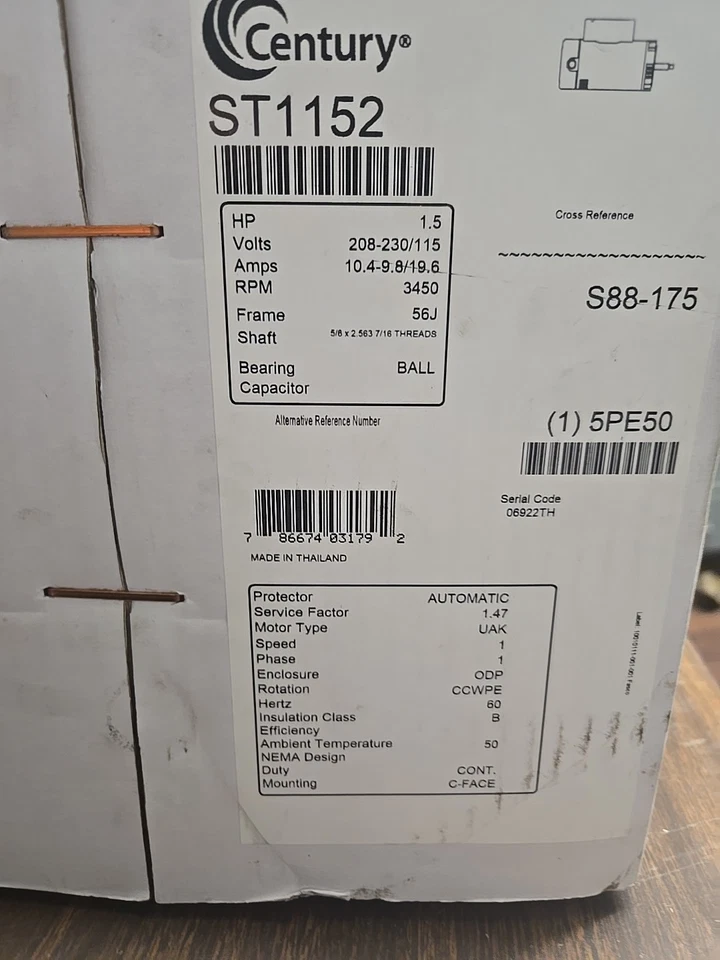 Century®
ST1152
HP 1.5
Volts 208-230/115
Amps 10.4-9.8/19.6
RPM 3450
Frame 56J
Shaft 5/8 x 2.563 7/16 THREADS
Bearing BALL
Capacitor
Alternative Reference Number
Cross Reference
S88-175
(1) 5PE50
Serial Code
06922TH
7 86674 03179 2
MADE IN THAILAND
Protector AUTOMATIC
Service Factor 1.47
Motor Type UAK
Speed 1
Phase 1
Enclosure ODP
Rotation CCWPE
Hertz 60
Insulation Class B
Efficiency
Ambient Temperature 50
NEMA Design
Duty CONT.
Mounting C-FACE
Label